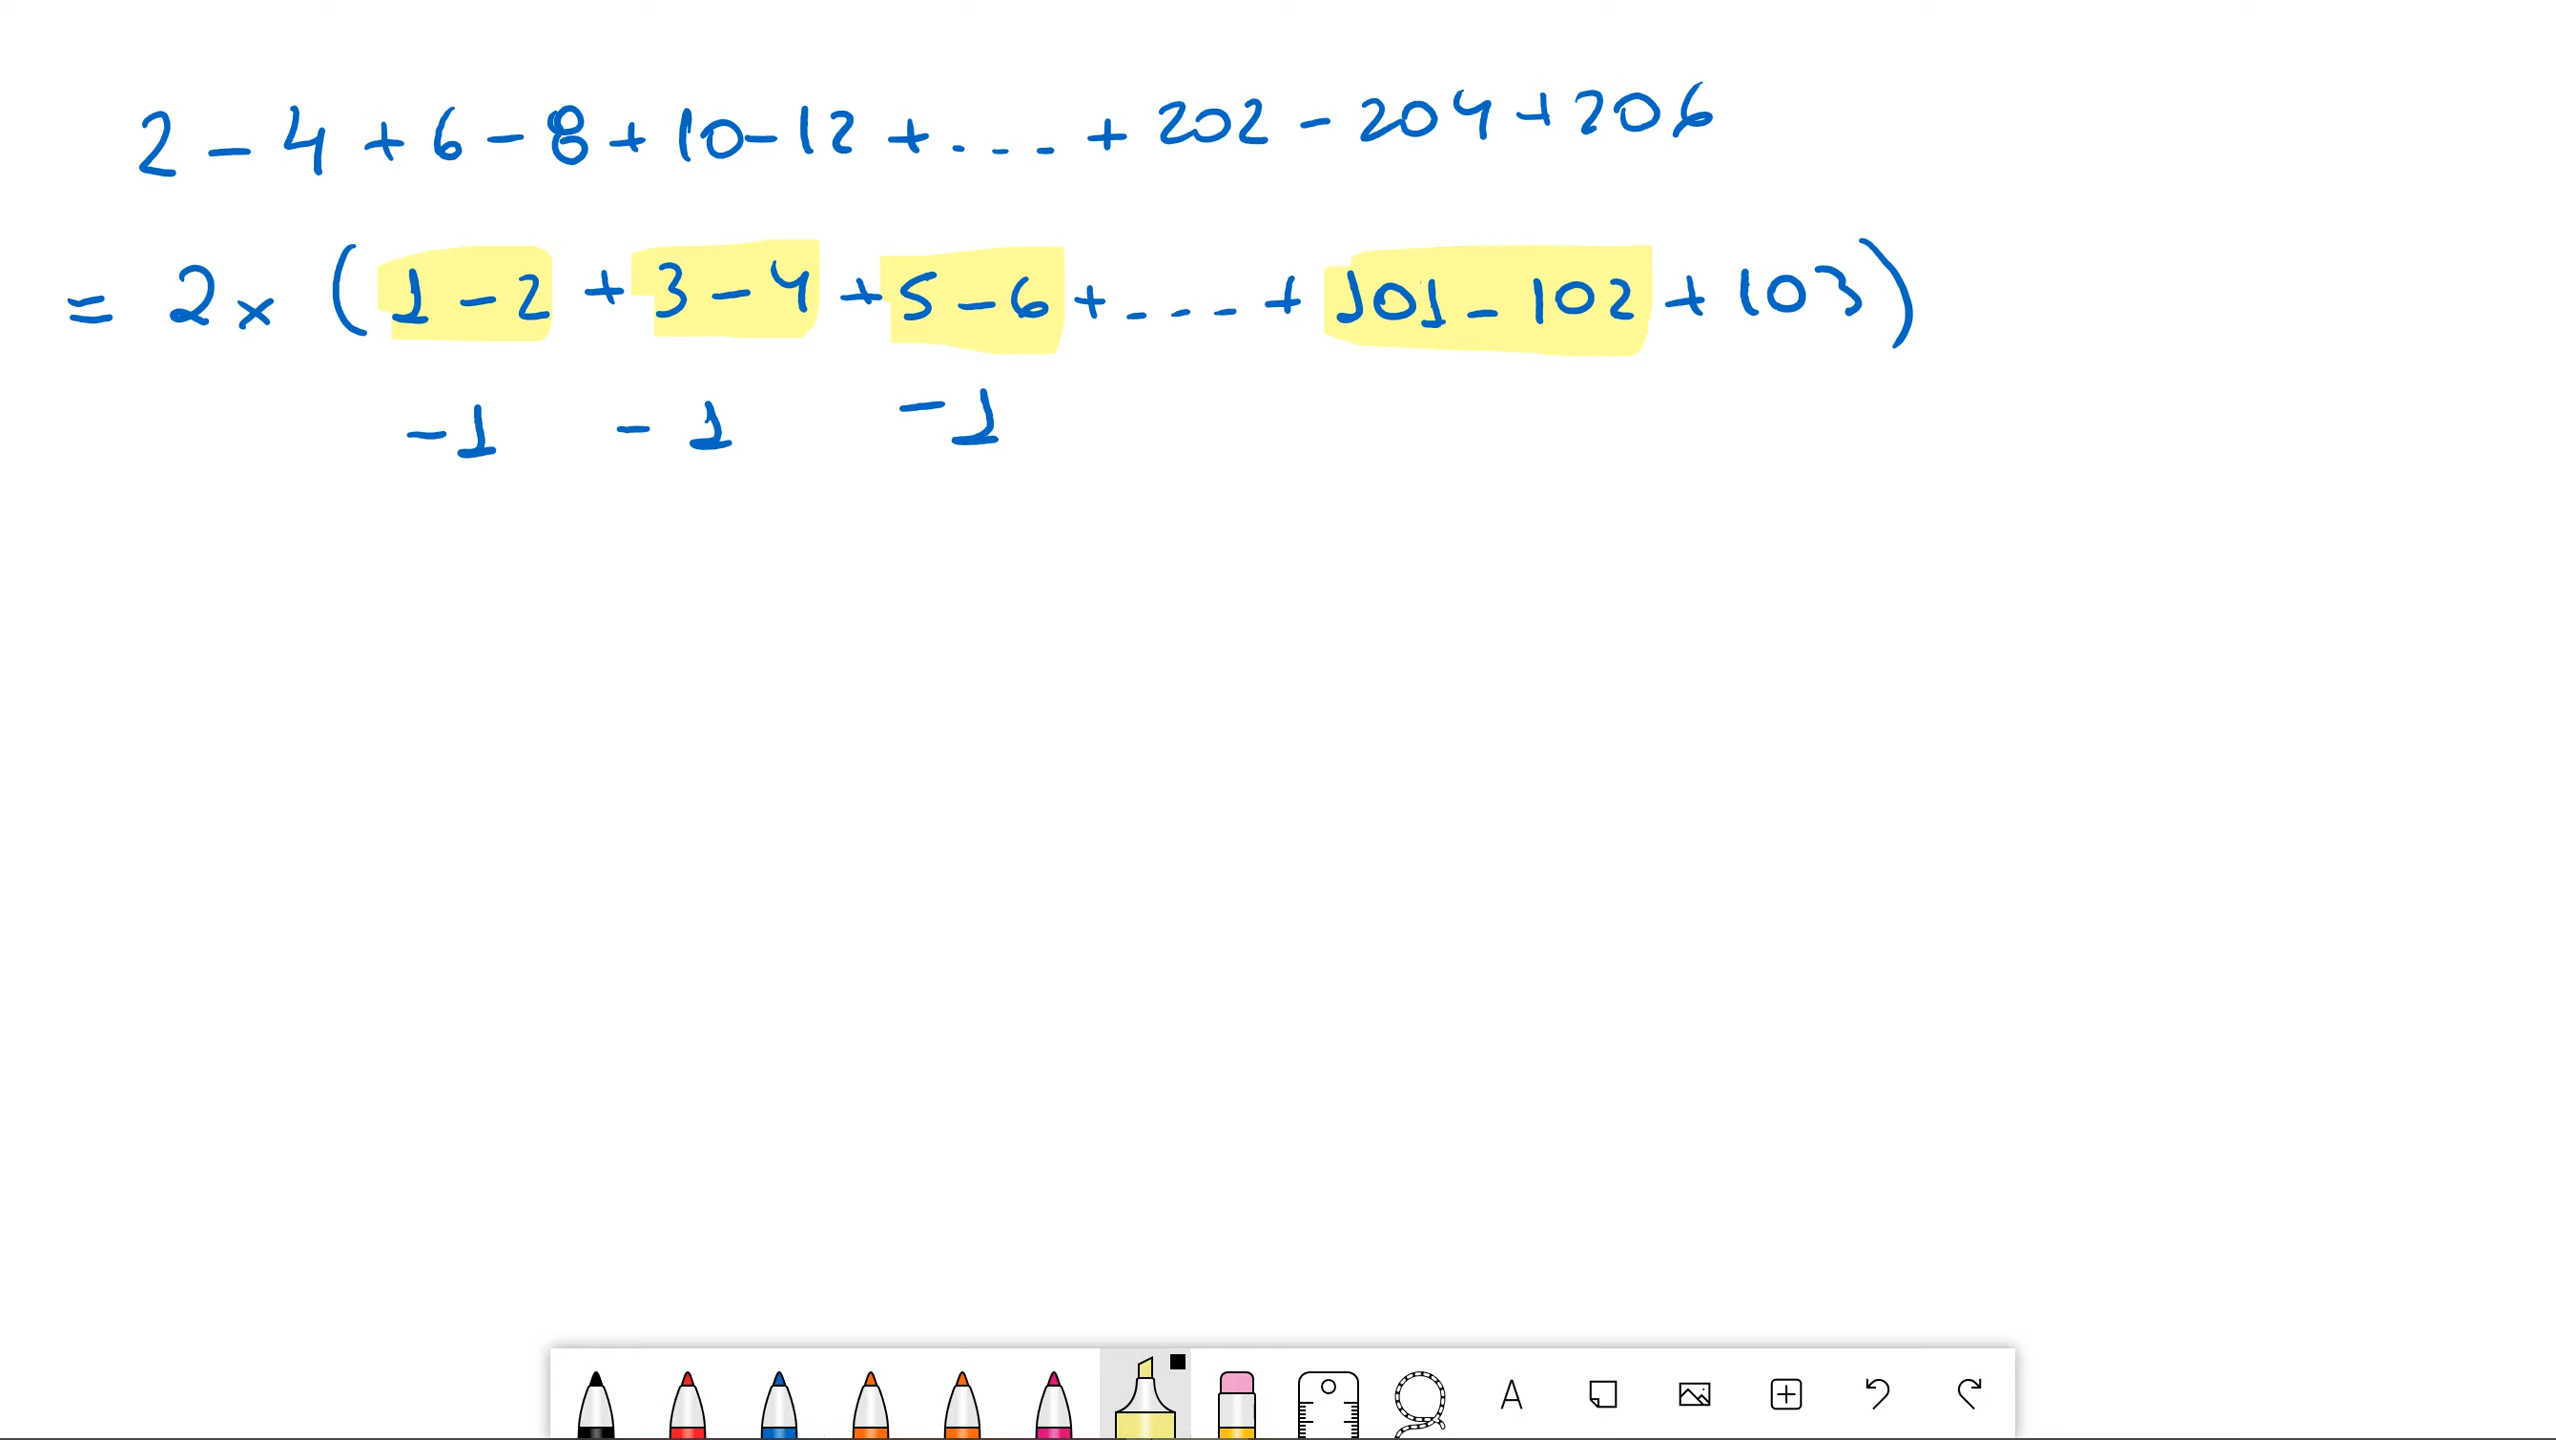 2 - 4 + 6 - 8 + 10 - 12 + . . . + 202 - 204 + 206
= 2 × ( 1 - 2 + 3 - 4 + 5 - 6 + . . . . + 101 - 102 + 103 )
-1 - 1 -1
A